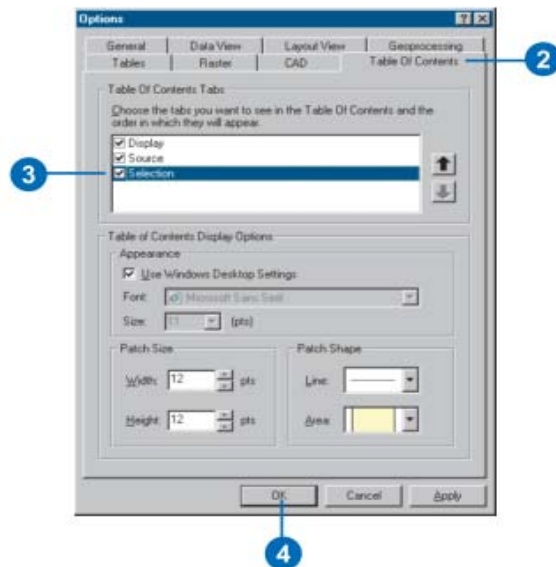 Options
General Data View Layout View Geoprocessing
Tables Raster CAD Table Of Contents
2
Table Of Contents Tabs
Choose the tabs you want to see in the Table Of Contents and the
order in which they will appear.
Display
Source
3
Selection
Table of Contents Display Options
Appearance
Use Windows Desktop Settings
Font: Microsoft Sans Serif
Size: (pts)
Patch Size Patch Shape
Width: 12 pts Line:
Height: 12 pts Area:
OK Cancel Apply
4